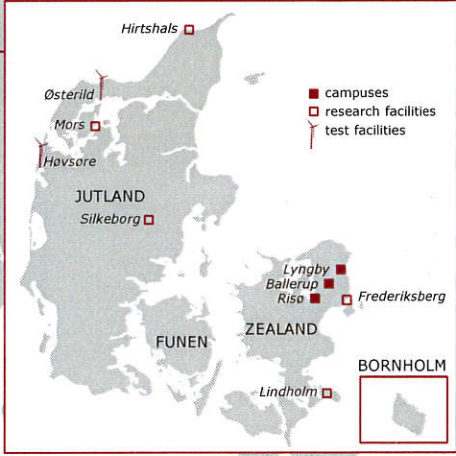 Hirtshals
Østerild
campuses
research facilities
Mors
test facilities
Høvsøre
JUTLAND
Silkeborg
Lyngby
Ballerup
Risø
Frederiksberg
ZEALAND
FUNEN
BORNHOLM
Lindholm